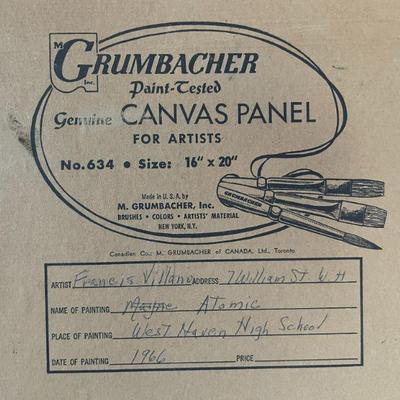 M. GRUMBACHER Inc.
Paint-Tested
Genuine CANVAS PANEL
FOR ARTISTS
No. 634 • Size: 16" x 20"
GRUMBACHER
Made in U.S.A. by
M. GRUMBACHER, Inc.
BRUSHES • COLORS • ARTISTS' MATERIAL
NEW YORK, N.Y.
Canadian Co.: M. GRUMBACHER of CANADA, Ltd., Toronto
ARTIST Francis Villano ADDRESS 7 William St. W H
NAME OF PAINTING Atomic
PLACE OF PAINTING West Haven High School
DATE OF PAINTING 1966 PRICE